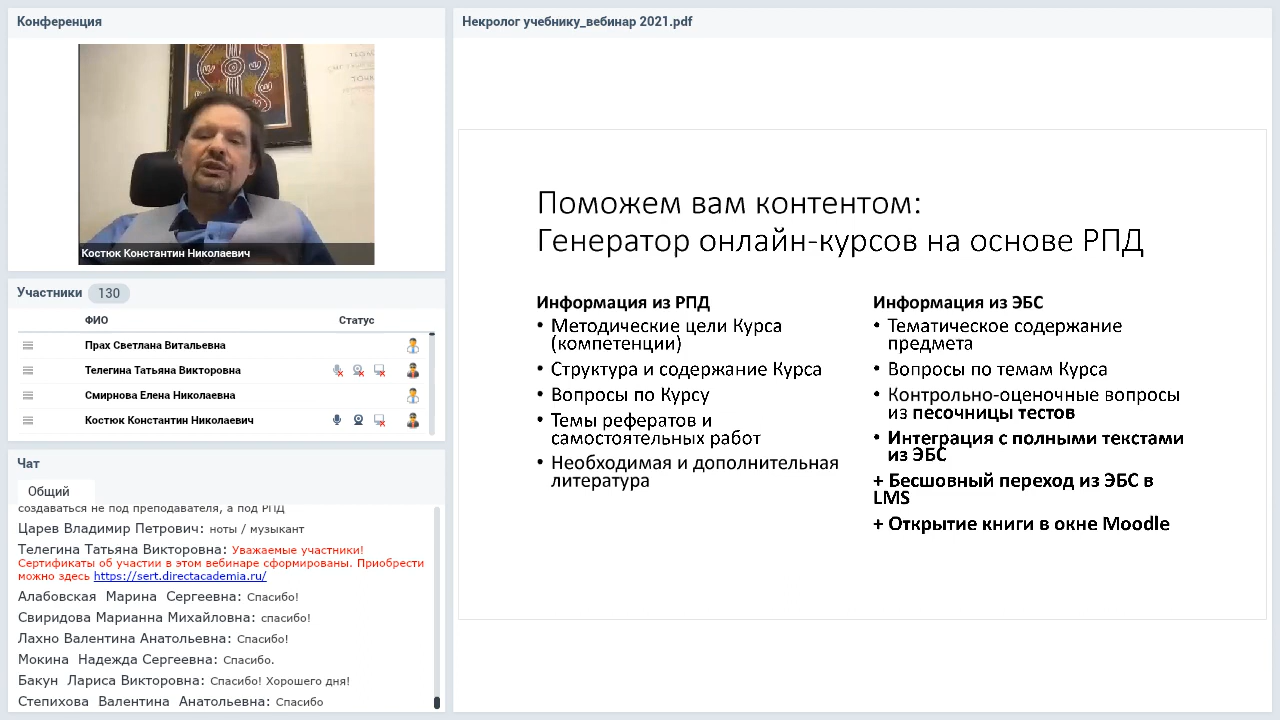 Конференция
Костюк Константин Николаевич
Участники 130
ФИО Статус
Прах Светлана Витальевна
Телегина Татьяна Викторовна
Смирнова Елена Николаевна
Костюк Константин Николаевич
Чат
Общий
создаваться не под преподавателя, а под РПД
Царев Владимир Петрович: ноты / музыкант
Телегина Татьяна Викторовна: Уважаемые участники!
Сертификаты об участии в этом вебинаре сформированы. Приобрести
можно здесь https://sert.directacademia.ru/
Алабовская Марина Сергеевна: Спасибо!
Свиридова Марианна Михайловна: спасибо!
Лахно Валентина Анатольевна: Спасибо!
Мокина Надежда Сергеевна: Спасибо.
Бакун Лариса Викторовна: Спасибо! Хорошего дня!
Степихова Валентина Анатольевна: Спасибо
Некролог учебнику_вебинар 2021.pdf
Поможем вам контентом:
Генератор онлайн-курсов на основе РПД
Информация из РПД
• Методические цели Курса
(компетенции)
• Структура и содержание Курса
• Вопросы по Курсу
• Темы рефератов и
самостоятельных работ
• Необходимая и дополнительная
литература
Информация из ЭБС
• Тематическое содержание
предмета
• Вопросы по темам Курса
• Контрольно-оценочные вопросы
из песочницы тестов
• Интеграция с полными текстами
из ЭБС
+ Бесшовный переход из ЭБС в
LMS
+ Открытие книги в окне Moodle